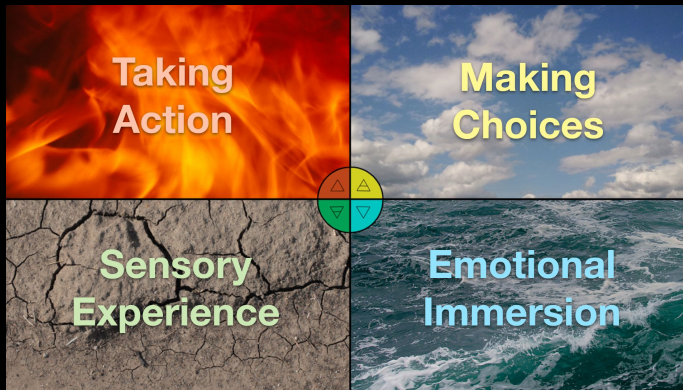 Taking
Action
Making
Choices
Sensory
Experience
Emotional
Immersion